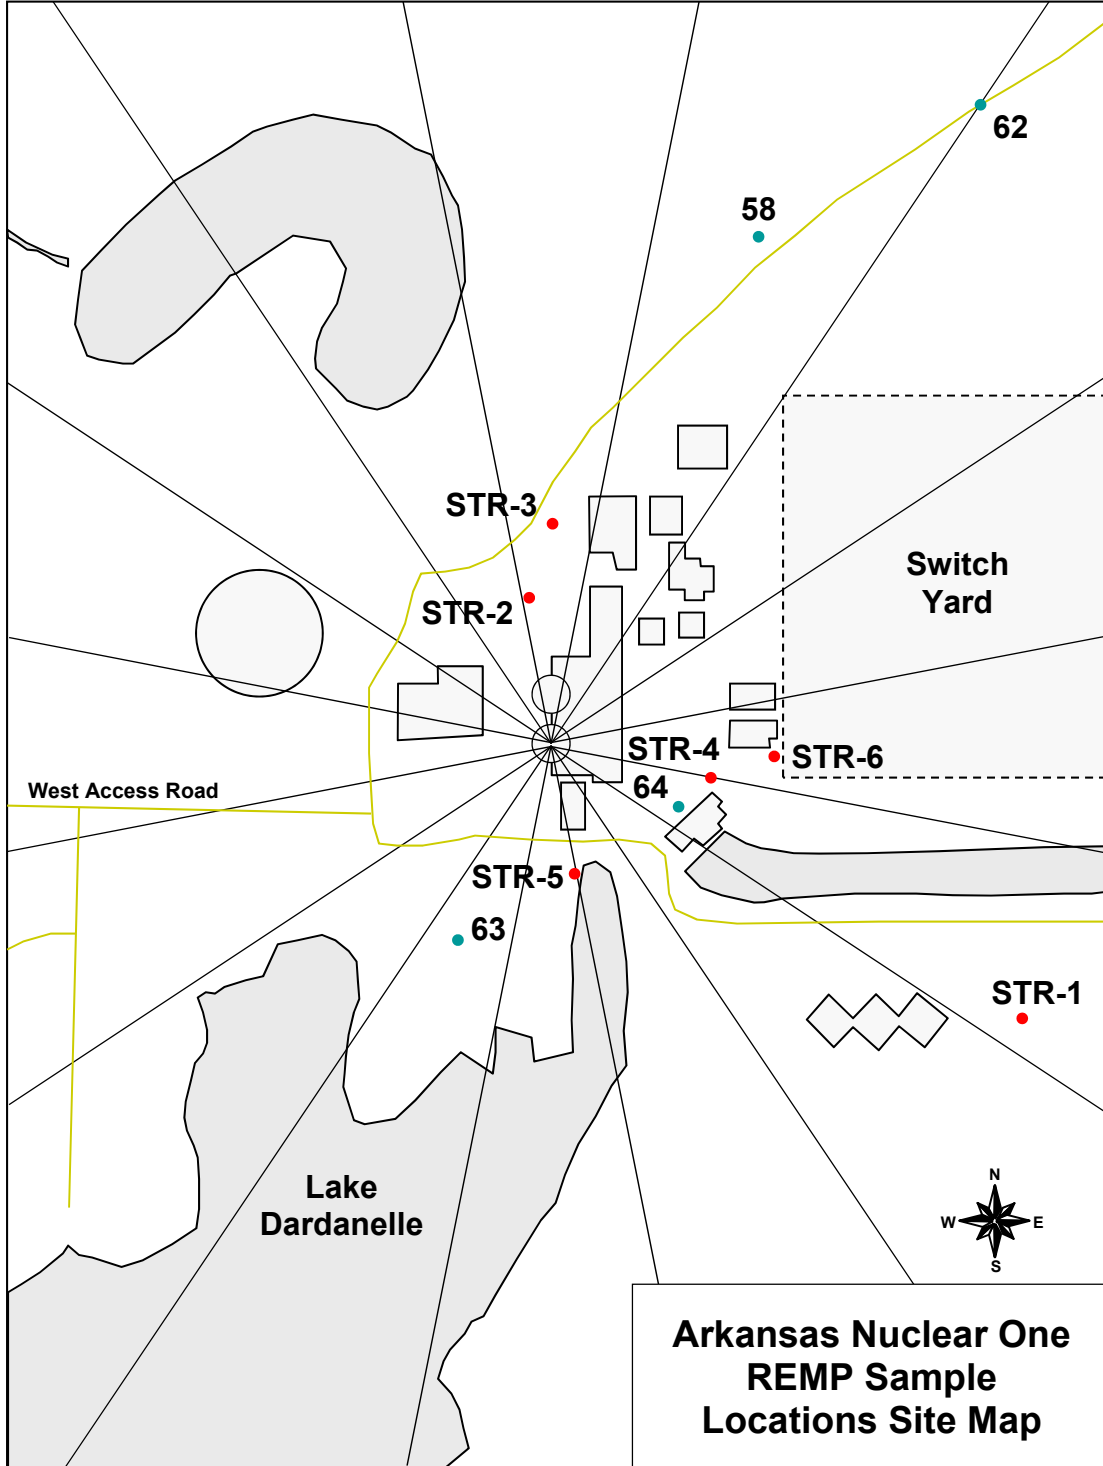 62
58
STR-3
Switch
Yard
STR-2
STR-4
STR-6
64
West Access Road
STR-5
63
STR-1
N
W
E
S
Lake
Dardanelle
Arkansas Nuclear One
REMP Sample
Locations Site Map